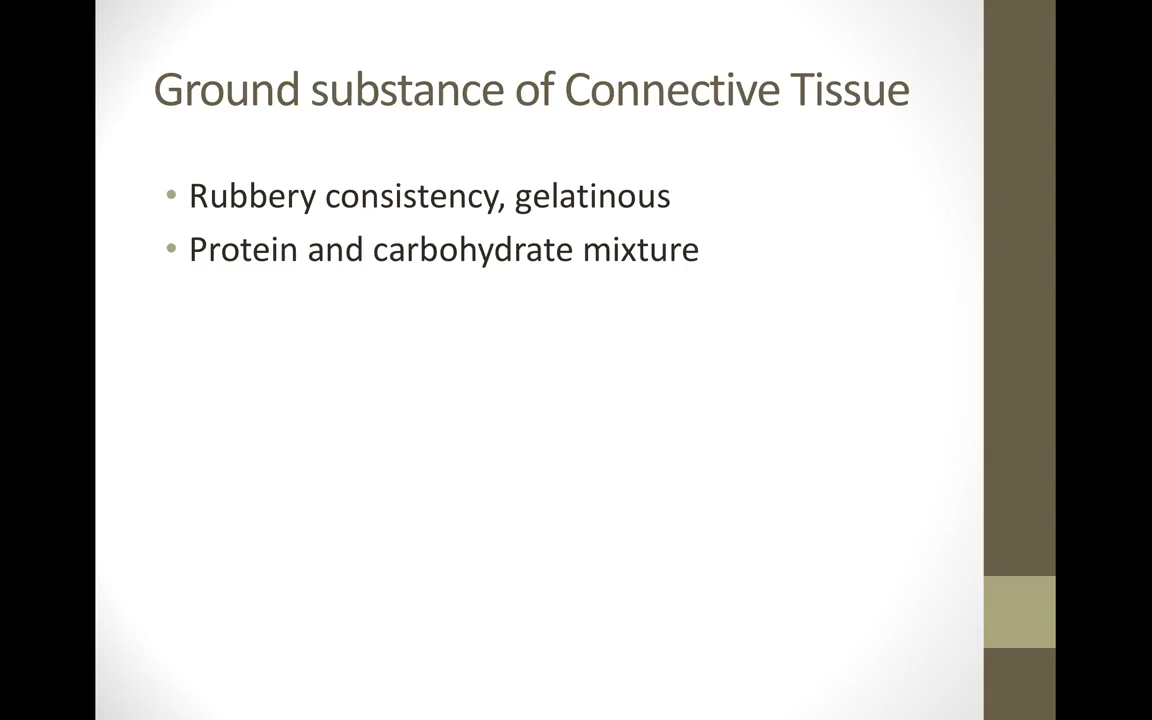 Ground substance of Connective Tissue
• Rubbery consistency, gelatinous
• Protein and carbohydrate mixture